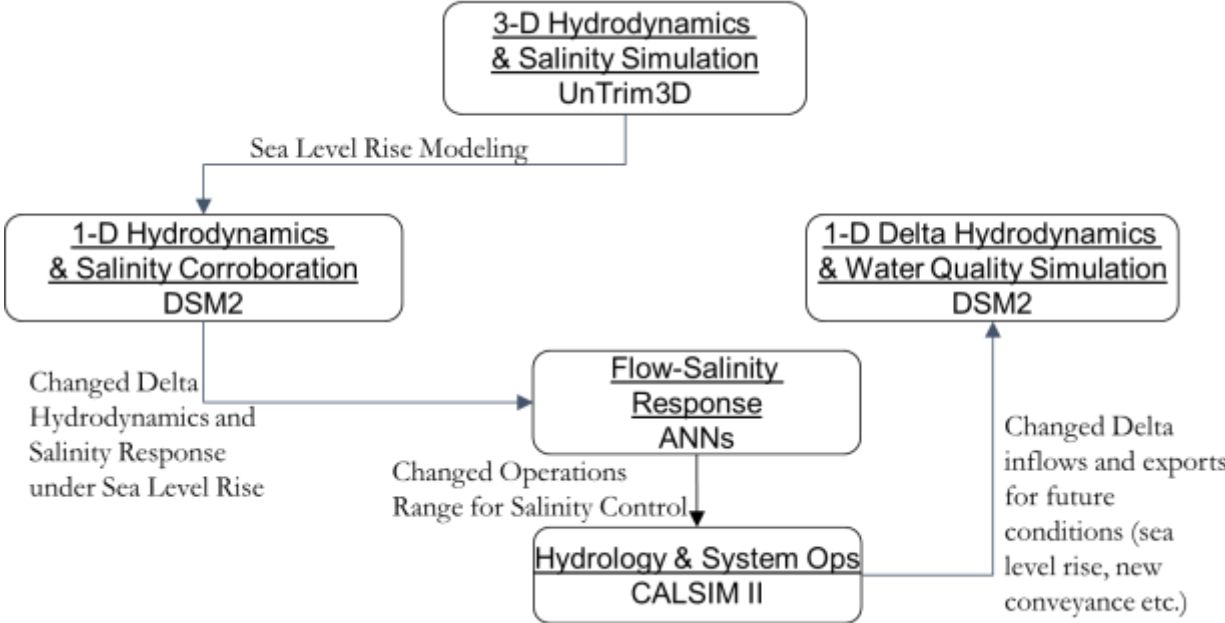 3-D Hydrodynamics
& Salinity Simulation
UnTrim3D
Sea Level Rise Modeling
1-D Hydrodynamics
& Salinity Corroboration
DSM2
1-D Delta Hydrodynamics
& Water Quality Simulation
DSM2
Changed Delta
Hydrodynamics and
Salinity Response
under Sea Level Rise
Flow-Salinity
Response
ANNs
Changed Operations
Range for Salinity Control
Hydrology & System Ops
CALSIM II
Changed Delta
inflows and exports
for future
conditions (sea
level rise, new
conveyance etc.)